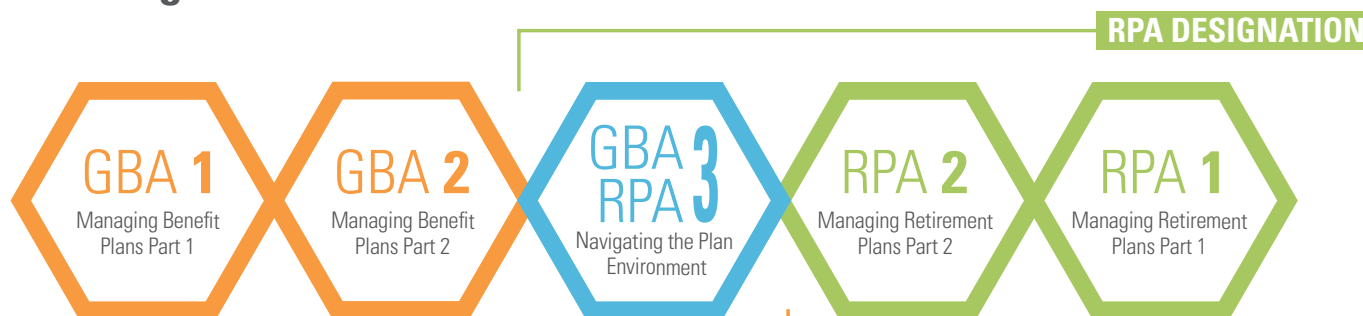 RPA DESIGNATION
GBA 1
Managing Benefit
Plans Part 1
GBA 2
Managing Benefit
Plans Part 2
GBA
RPA 3
Navigating the Plan
Environment
RPA 2
Managing Retirement
Plans Part 2
RPA 1
Managing Retirement
Plans Part 1